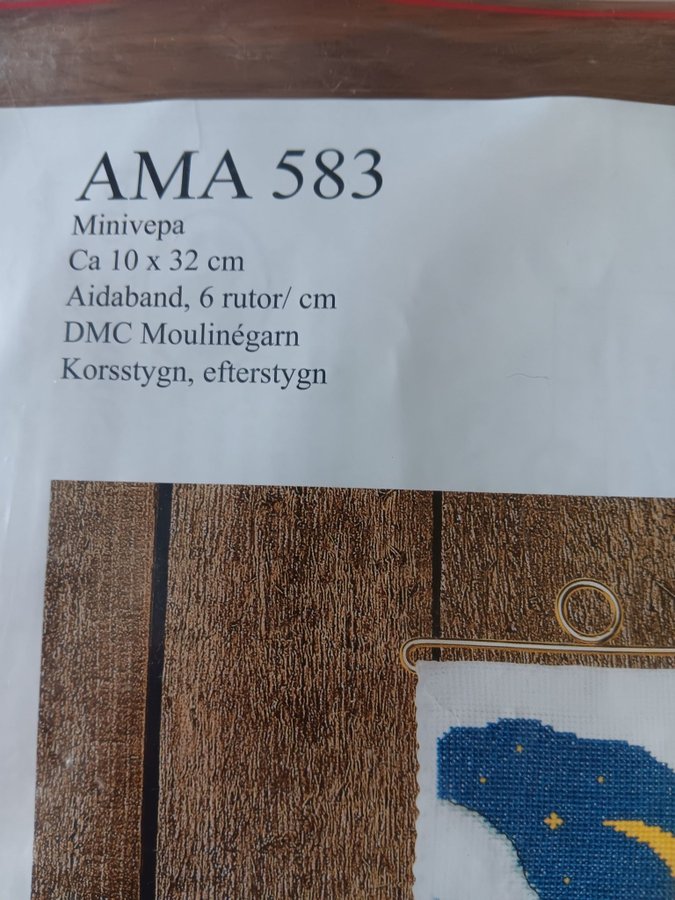 AMA 583
Minivepa
Ca 10 x 32 cm
Aidaband, 6 rutor/ cm
DMC Moulinégarn
Korsstygn, efterstygn